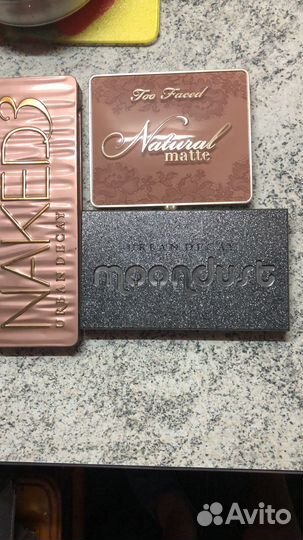 NAKED3
URBAN DECAY
Too Faced
Natural
matte
URBAN DECAY
moondust
Avito